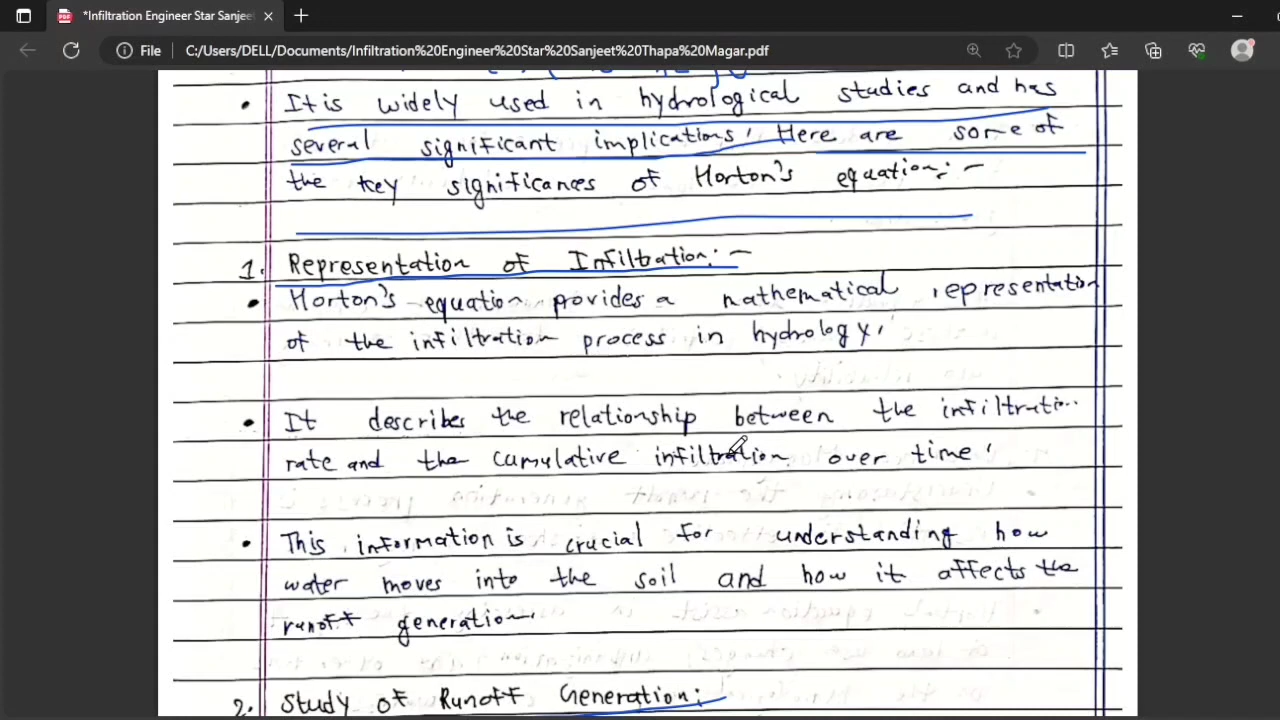 *Infiltration Engineer Star Sanjee
File
C:/Users/DELL/Documents/Infiltration%20Engineer%20Star%20Sanjeet%20Thapa%20Magar.pdf
• It is widely used in hydrological studies and has
several significant implications. Here are some of
the key significances of Horton's equation:-
1. Representation of Infiltration:-
• Horton's equation provides a mathematical representation
of the infiltration process in hydrology.
• It describes the relationship between the infiltration
rate and the cumulative infiltration over time.
• This information is crucial for understanding how
water moves into the soil and how it affects the
runoff generation.
2. Study of Runoff Generation: